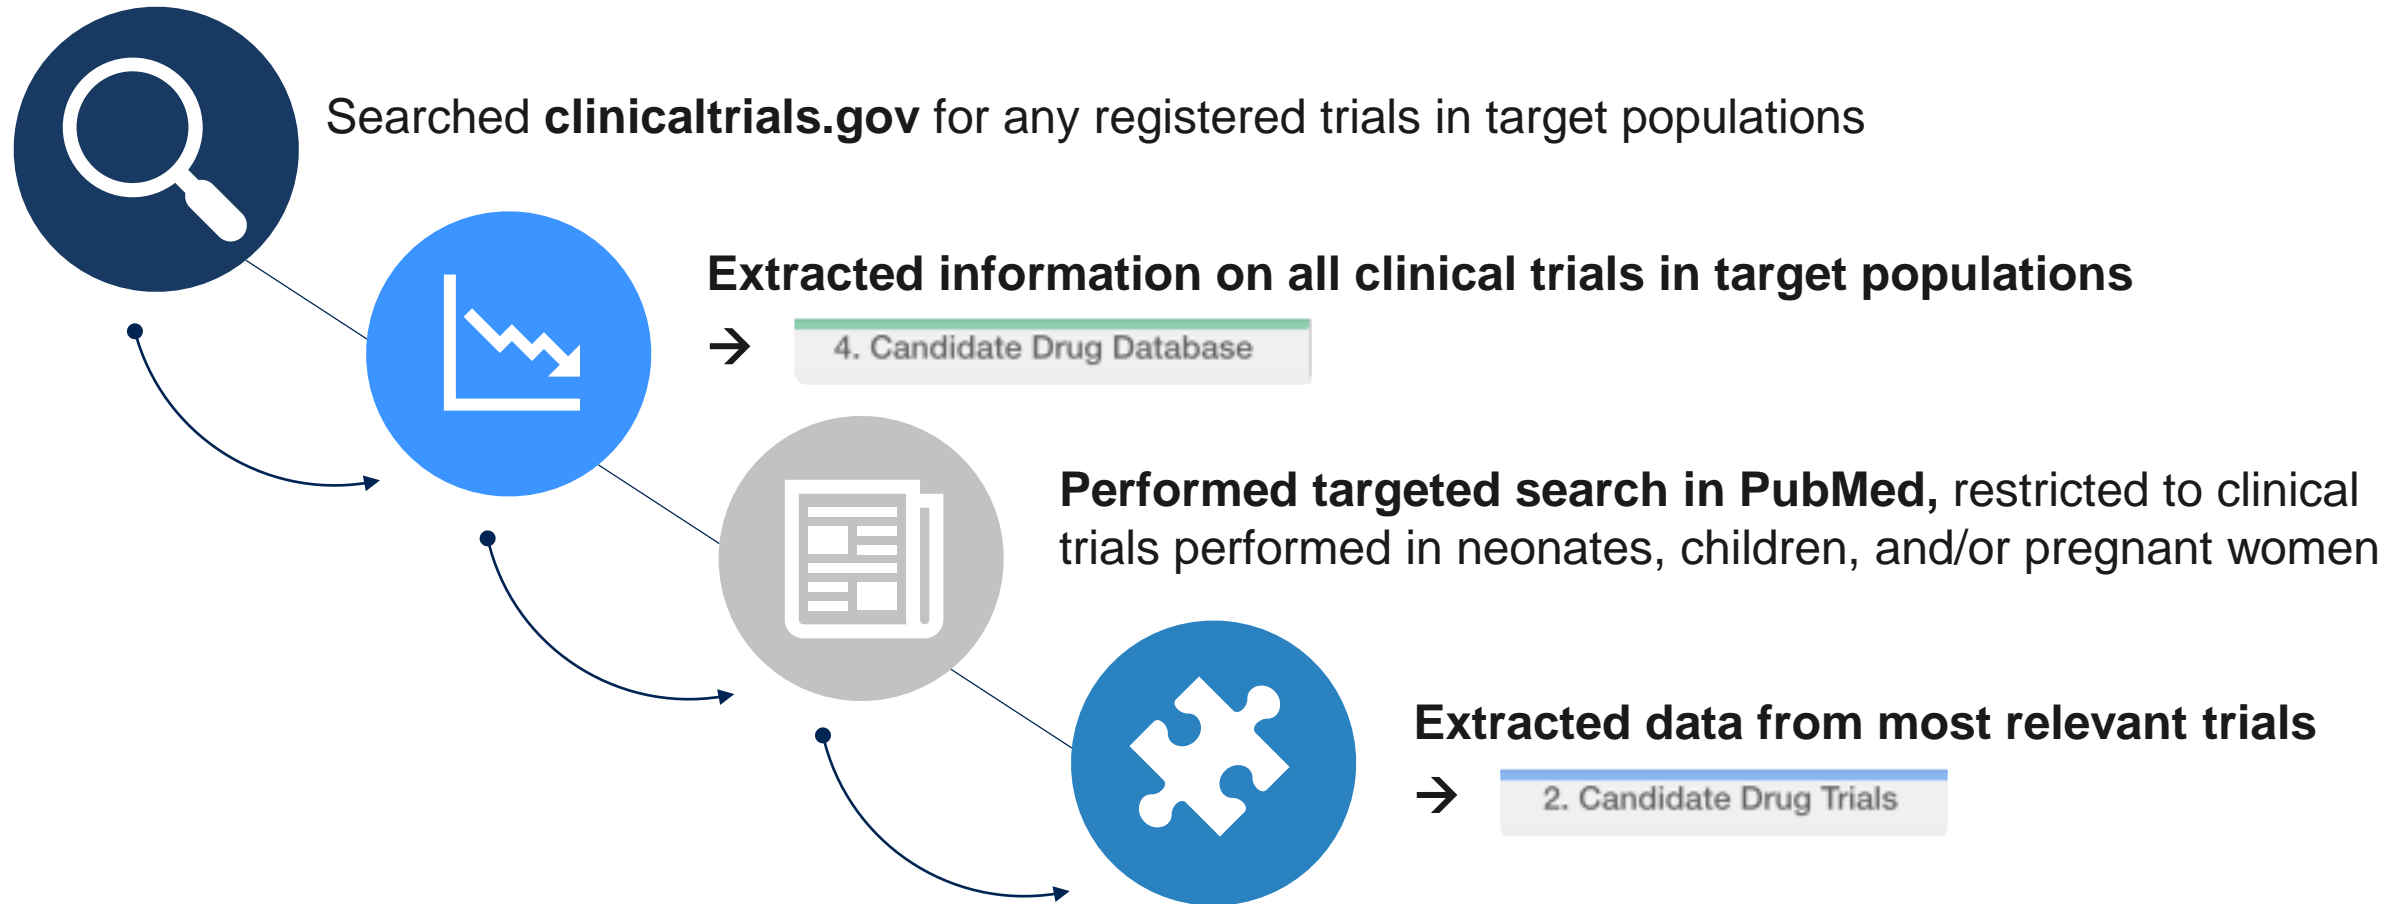 Searched clinicaltrials.gov for any registered trials in target populations
Extracted information on all clinical trials in target populations
→ 4. Candidate Drug Database
Performed targeted search in PubMed, restricted to clinical
trials performed in neonates, children, and/or pregnant women
Extracted data from most relevant trials
→ 2. Candidate Drug Trials